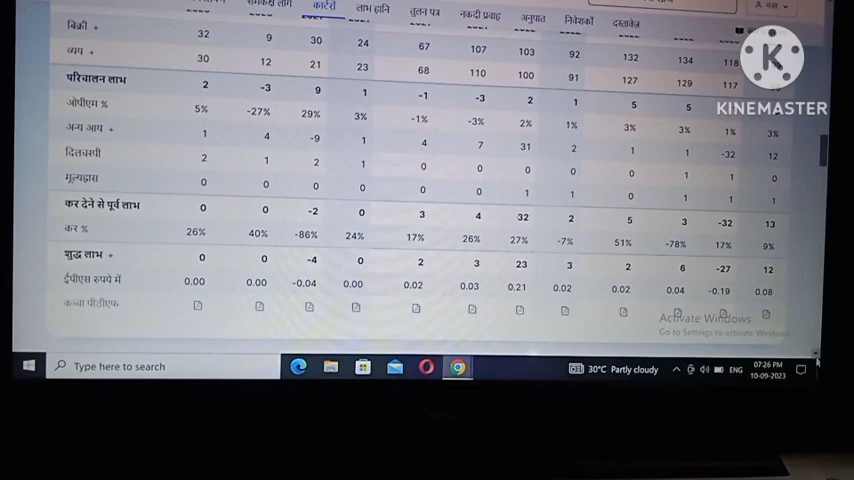 कार्टरों लाभ हानि तुलन पत्र नकदी प्रवाह अनुपात निवेशकों दस्तावेज़
बिक्री + 32 9 30 24 67 107 103 92 132 134 118
व्यय + 30 12 21 23 68 110 100 91 127 129 117
परिचालन लाभ 2 -3 9 1 -1 -3 2 1 5 5
ओपीएम % 5% -27% 29% 3% -1% -3% 2% 1% 3% 3% 1% 3%
अन्य आय + 1 4 -9 1 4 7 31 2 1 1 -32 12
दिलचस्पी 2 1 2 1 0 0 0 0 0 1 1 0
मूल्यह्रास 0 0 0 0 0 0 1 1 0 1 1 1
कर देने से पूर्व लाभ 0 0 -2 0 3 4 32 2 5 3 -32 13
कर % 26% 40% -86% 24% 17% 26% 27% -7% 51% -78% 17% 9%
शुद्ध लाभ + 0 0 -4 0 2 3 23 3 2 6 -27 12
ईपीएस रुपये में 0.00 0.00 -0.04 0.00 0.02 0.03 0.21 0.02 0.02 0.04 -0.19 0.08
कच्चा पीडीएफ
KINEMASTER
Activate Windows
Go to Settings to activate Windows.
Type here to search 30°C Partly cloudy ENG 07:26 PM
10-09-2023